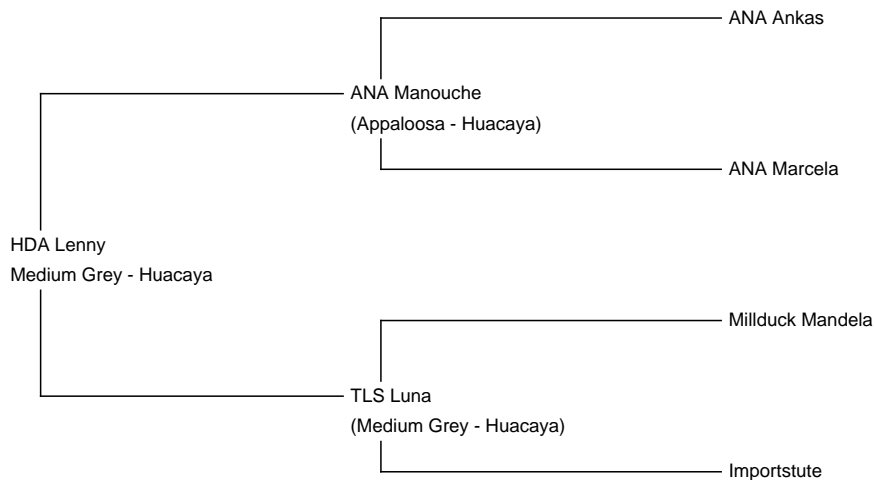 ANA Ankas
ANA Manouche
(Appaloosa - Huacaya)
ANA Marcela
HDA Lenny
Medium Grey - Huacaya
Millduck Mandela
TLS Luna
(Medium Grey - Huacaya)
Importstute